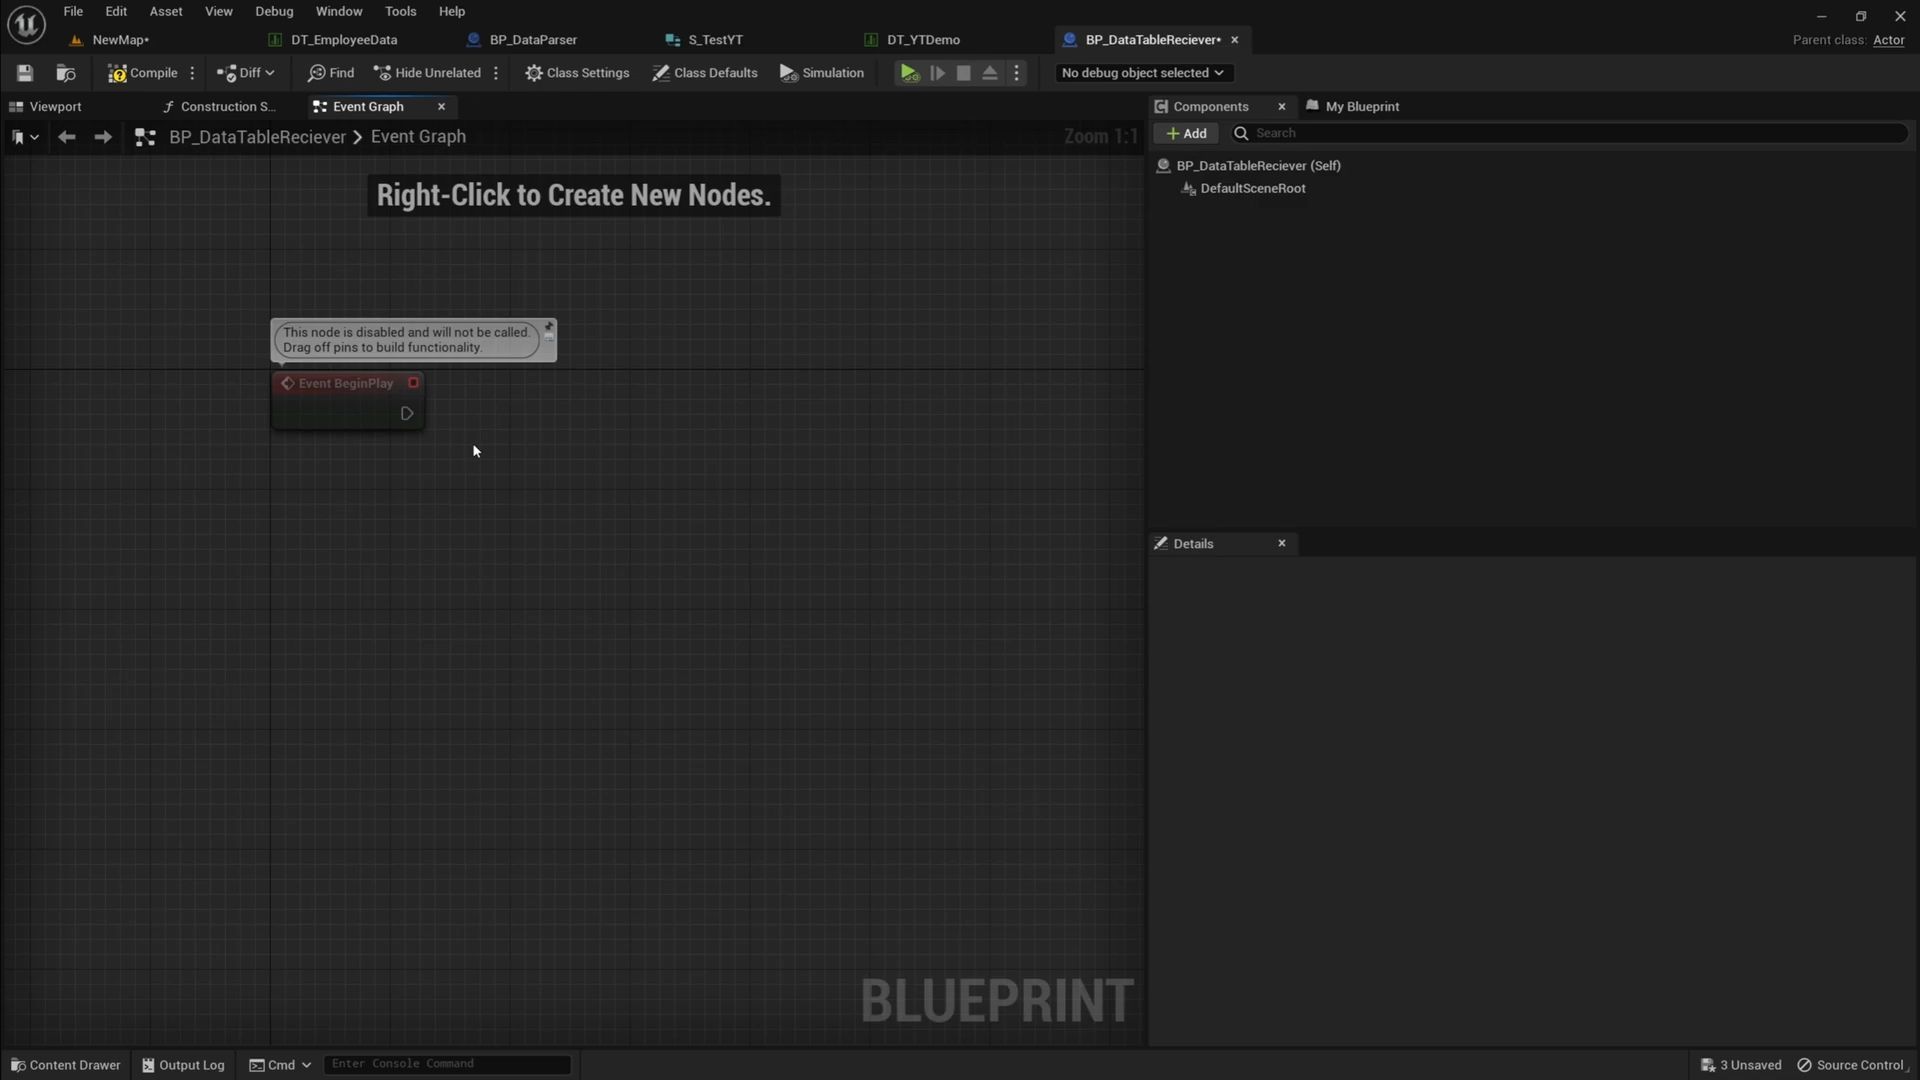 File Edit Asset View Debug Window Tools Help
NewMap* DT_EmployeeData BP_DataParser S_TestYT DT_YTDemo BP_DataTableReciever* Parent class: Actor
Compile Diff Find Hide Unrelated Class Settings Class Defaults Simulation No debug object selected
Viewport Construction S... Event Graph Components My Blueprint
BP_DataTableReciever > Event Graph Zoom 1:1 + Add Search
BP_DataTableReciever (Self)
DefaultSceneRoot
Right-Click to Create New Nodes.
This node is disabled and will not be called.
Drag off pins to build functionality.
Event BeginPlay
Details
BLUEPRINT
Content Drawer Output Log Cmd Enter Console Command 3 Unsaved Source Control